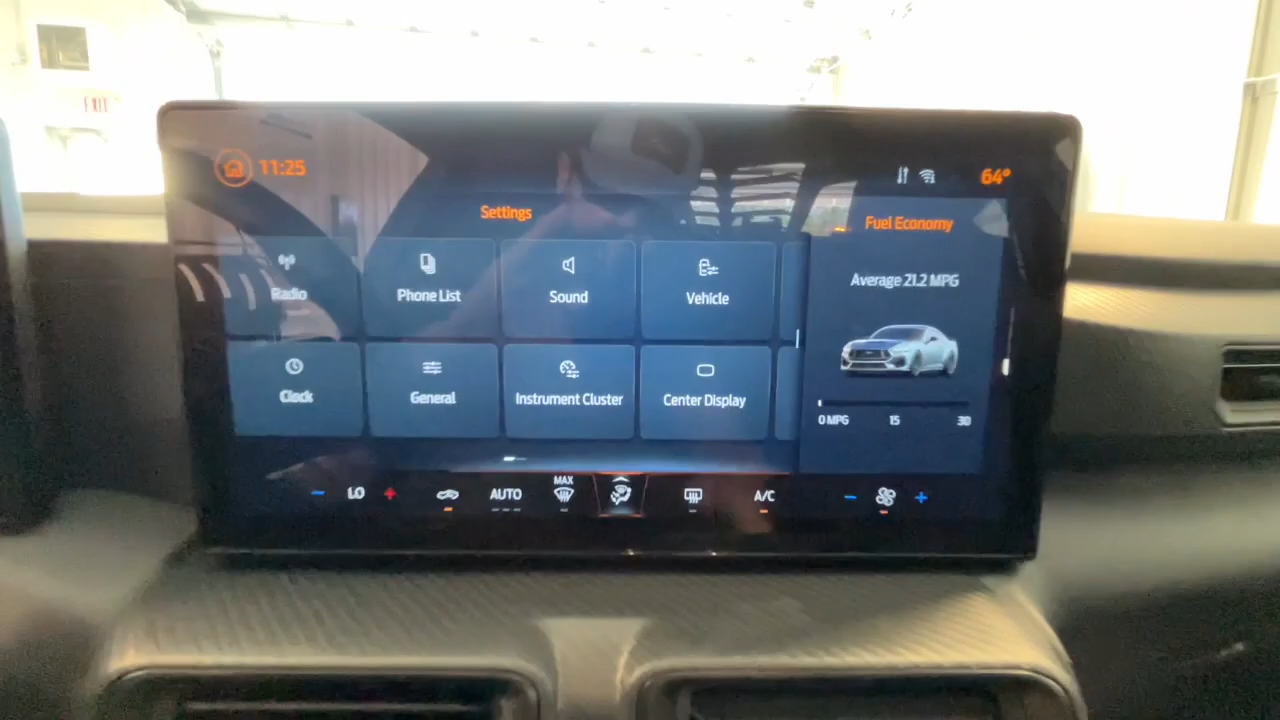 EXIT
11:25
64°
Settings
Fuel Economy
Radio
Phone List
Sound
Vehicle
Average 21.2 MPG
Clock
General
Instrument Cluster
Center Display
0 MPG 15 30
MAX
LO
AUTO
A/C